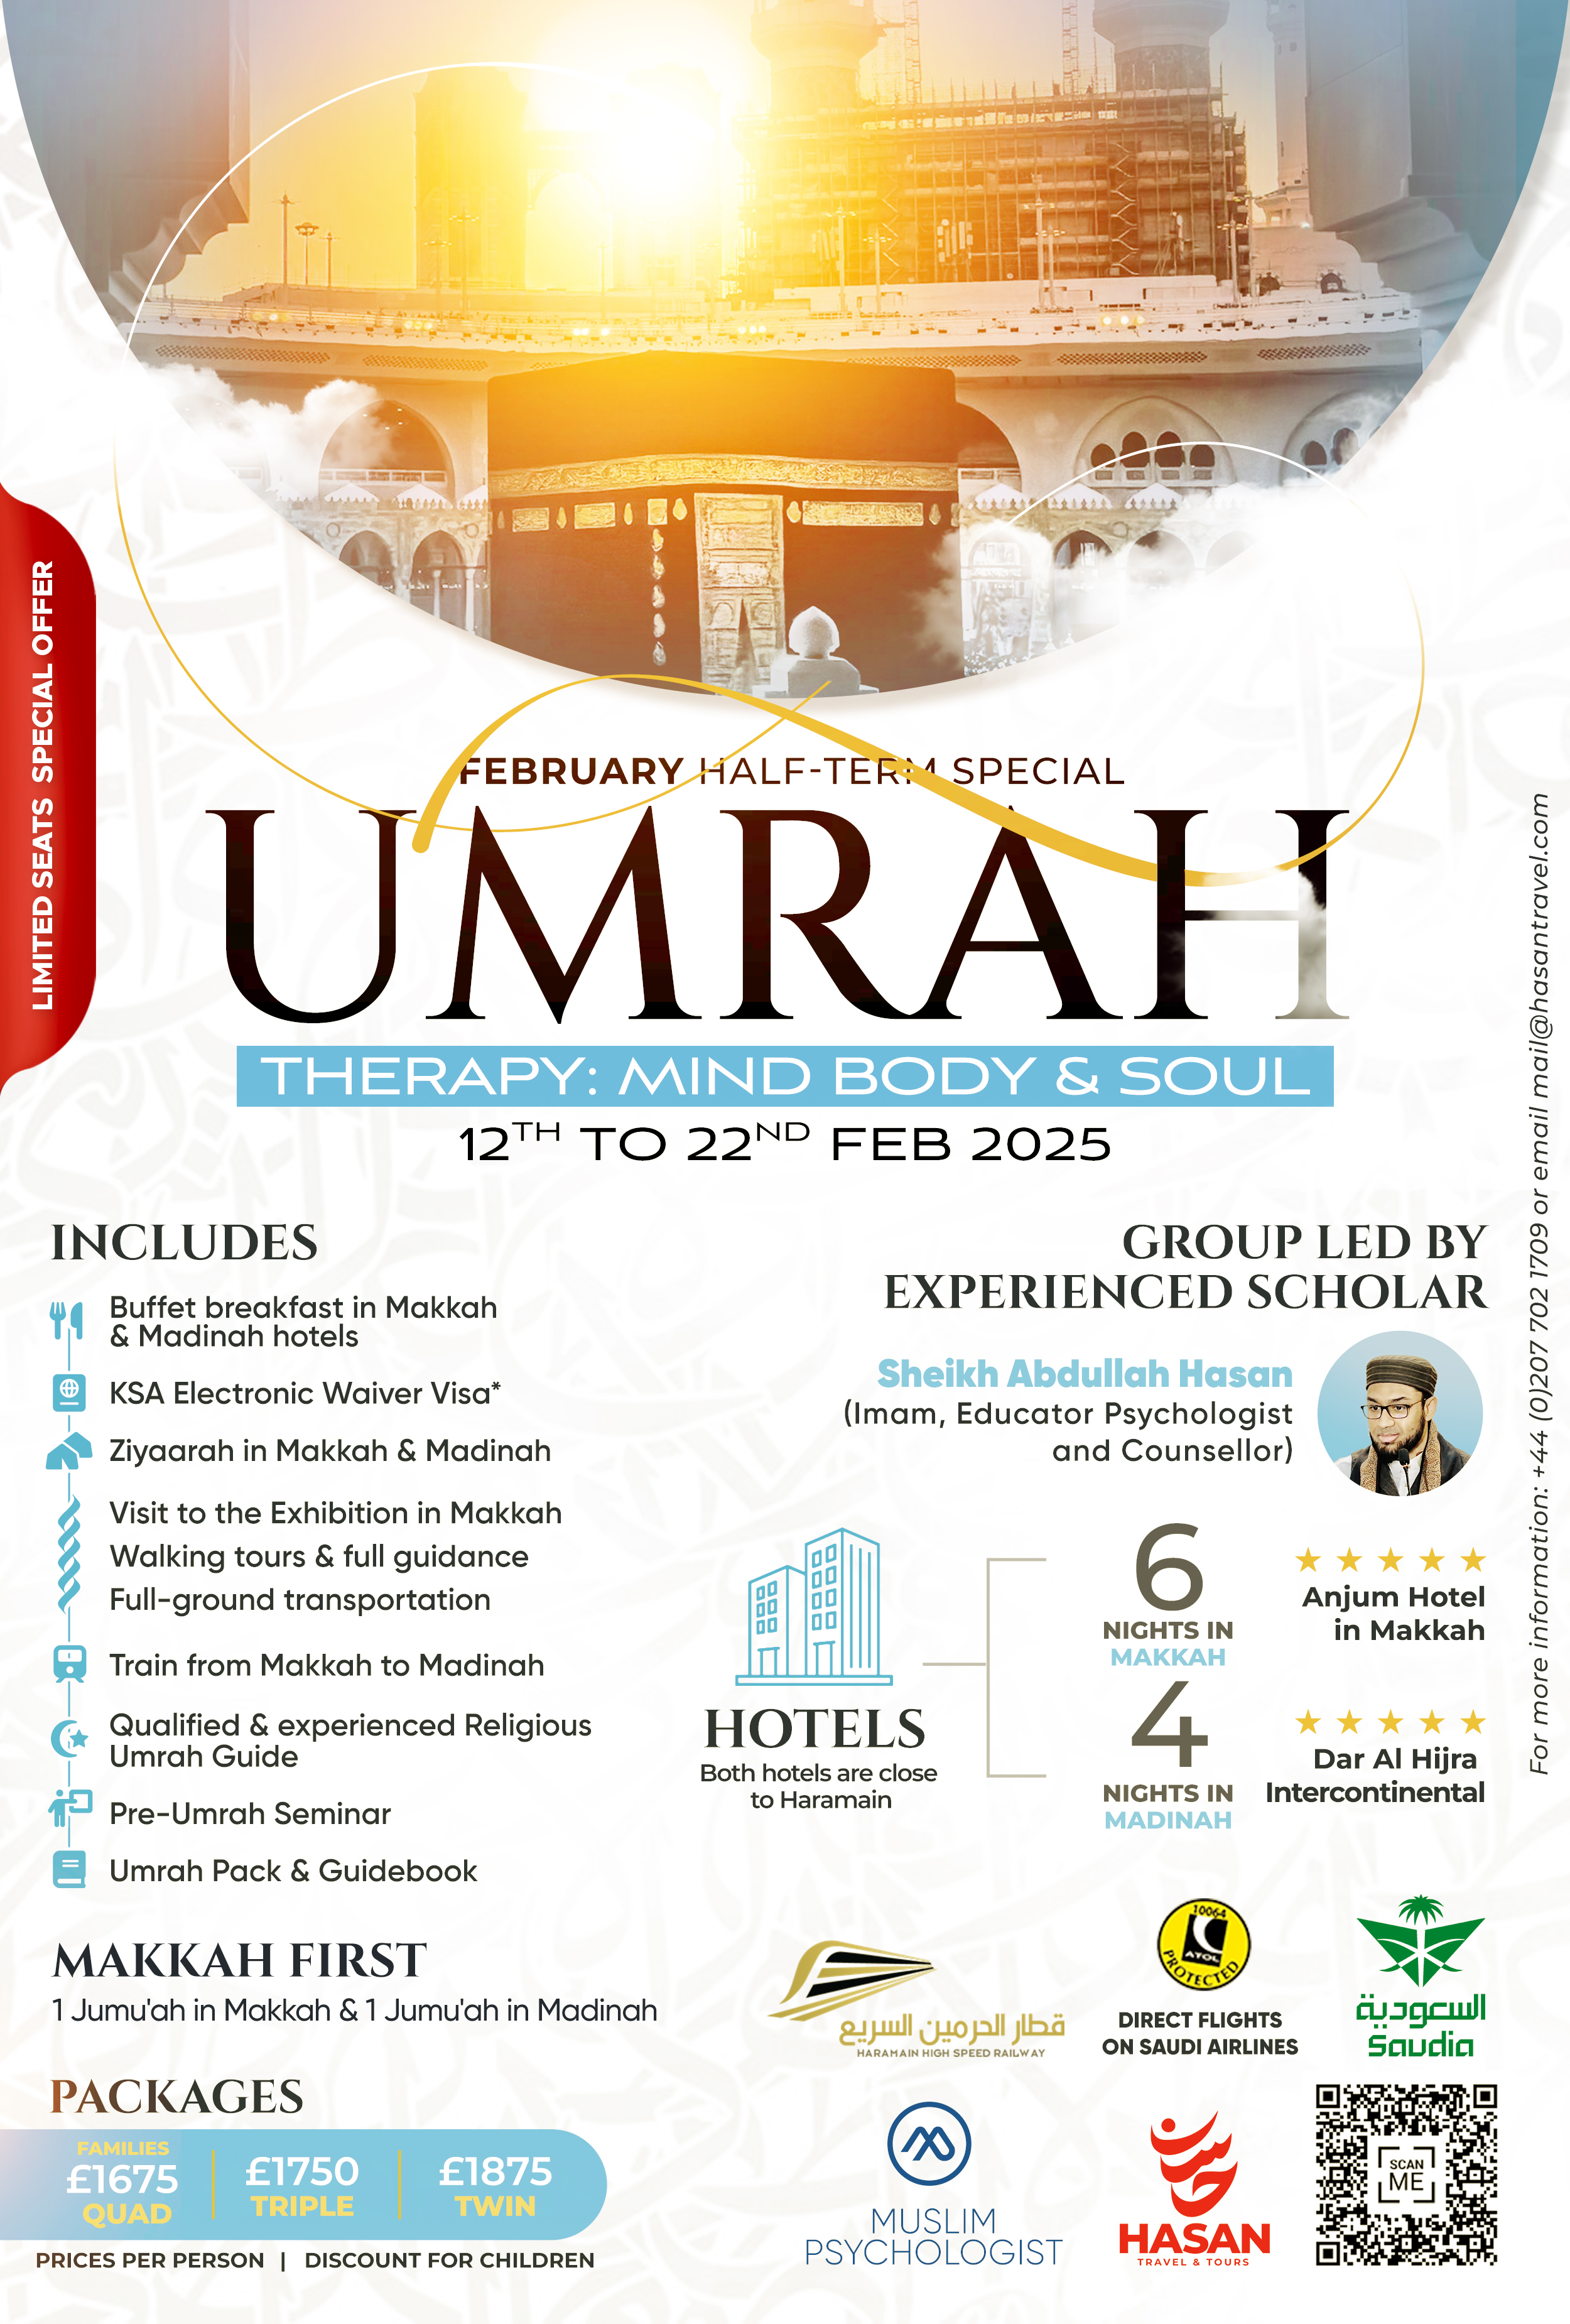 LIMITED SEATS SPECIAL OFFER
FEBRUARY HALF-TERM SPECIAL
UMRAH
THERAPY: MIND BODY & SOUL
12TH TO 22ND FEB 2025
INCLUDES
Buffet breakfast in Makkah
& Madinah hotels
KSA Electronic Waiver Visa*
Ziyaarah in Makkah & Madinah
Visit to the Exhibition in Makkah
Walking tours & full guidance
Full-ground transportation
Train from Makkah to Madinah
Qualified & experienced Religious
Umrah Guide
Pre-Umrah Seminar
Umrah Pack & Guidebook
MAKKAH FIRST
1 Jumu'ah in Makkah & 1 Jumu'ah in Madinah
PACKAGES
FAMILIES
£1675
QUAD
£1750
TRIPLE
£1875
TWIN
PRICES PER PERSON | DISCOUNT FOR CHILDREN
GROUP LED BY
EXPERIENCED SCHOLAR
Sheikh Abdullah Hasan
(Imam, Educator Psychologist
and Counsellor)
HOTELS
Both hotels are close
to Haramain
6
NIGHTS IN
MAKKAH
Anjum Hotel
in Makkah
4
NIGHTS IN
MADINAH
Dar Al Hijra
Intercontinental
For more information: +44 (0)207 702 1709 or email mail@hasantravel.com
قطار الحرمين السريع
HARAMAIN HIGH SPEED RAILWAY
10064
ATOL
PROTECTED
DIRECT FLIGHTS
ON SAUDI AIRLINES
السعودية
Saudia
MUSLIM
PSYCHOLOGIST
حسن
HASAN
TRAVEL & TOURS
SCAN
ME